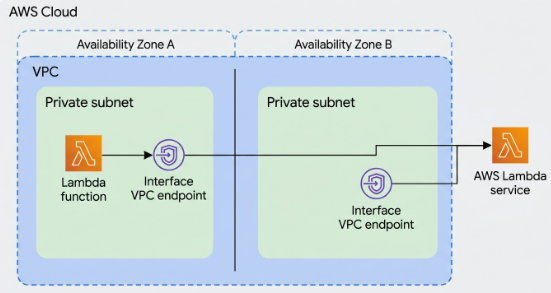 AWS Cloud
Availability Zone A
Availability Zone B
VPC
Private subnet
Private subnet
Lambda
function
Interface
VPC endpoint
Interface
VPC endpoint
AWS Lambda
service